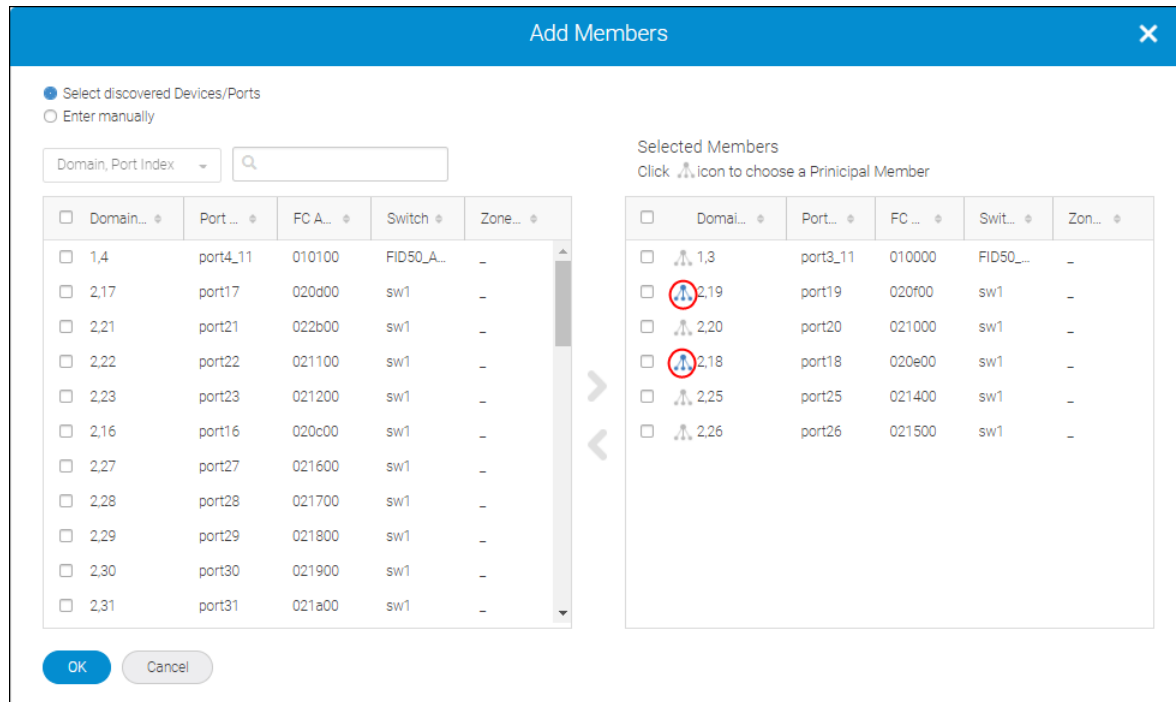 Add Members
Select discovered Devices/Ports
Enter manually
Domain, Port Index
Selected Members
Click icon to choose a Prinicipal Member
Domain... Port ... FC A... Switch Zone...
1,4 port4_11 010100 FID50_A... _
2,17 port17 020d00 sw1 _
2,21 port21 022b00 sw1 _
2,22 port22 021100 sw1 _
2,23 port23 021200 sw1 _
2,16 port16 020c00 sw1 _
2,27 port27 021600 sw1 _
2,28 port28 021700 sw1 _
2,29 port29 021800 sw1 _
2,30 port30 021900 sw1 _
2,31 port31 021a00 sw1 _
Domai... Port... FC ... Swit... Zon...
1,3 port3_11 010000 FID50_... _
2,19 port19 020f00 sw1 _
2,20 port20 021000 sw1 _
2,18 port18 020e00 sw1 _
2,25 port25 021400 sw1 _
2,26 port26 021500 sw1 _
OK Cancel